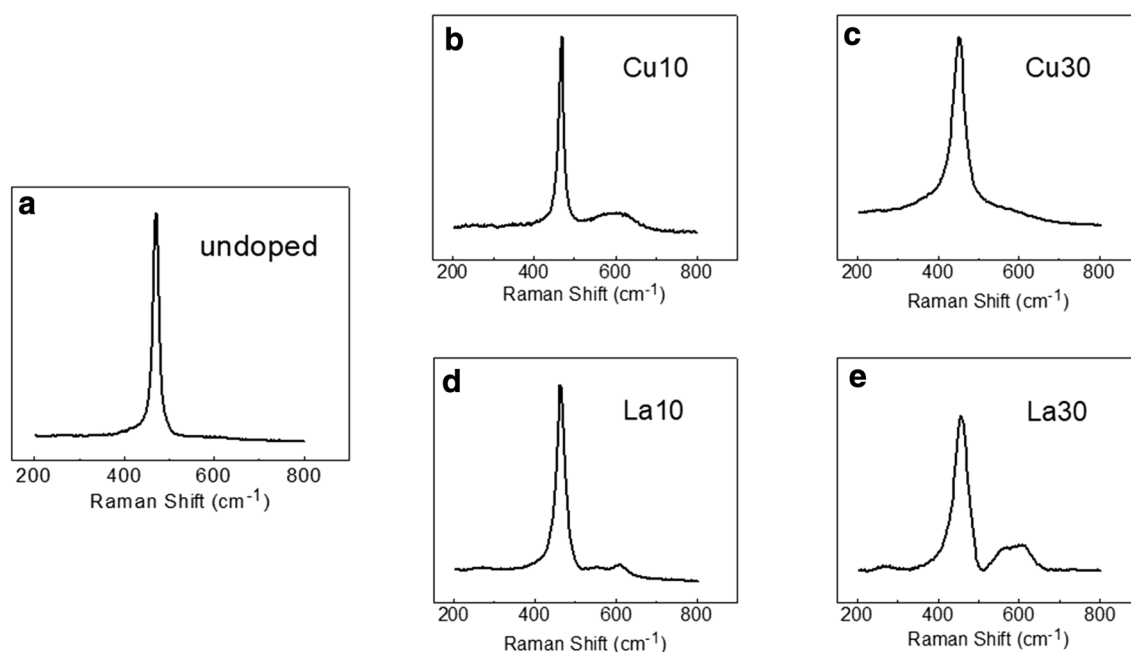 a
undoped
200 400 600 800
Raman Shift (cm-1)
b
Cu10
200 400 600 800
Raman Shift (cm-1)
c
Cu30
200 400 600 800
Raman Shift (cm-1)
d
La10
200 400 600 800
Raman Shift (cm-1)
e
La30
200 400 600 800
Raman Shift (cm-1)